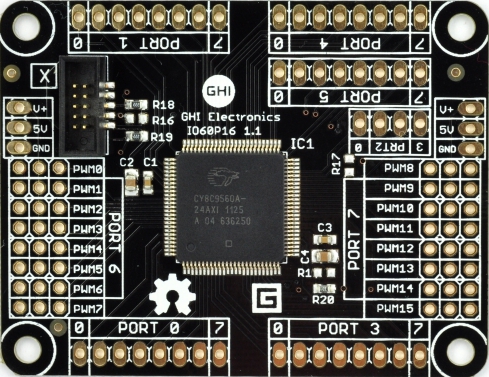 0 PORT 1 7
0 PORT 4 7
0 PORT 5 7
X
GHI
GHI Electronics
IO60P16 1.1
R18
R16
R19
IC1
PRT2
0 3
V+
5V
GND
V+
5V
GND
R17
C2 C1
CY8C9560A-
24AXI 1125
A 04 636250
PWM0
PWM1
PWM2
PWM3
PWM4
PWM5
PWM6
PWM7
PORT 6
PORT 7
PWM8
PWM9
PWM10
PWM11
PWM12
PWM13
PWM14
PWM15
C3
C4
R1
R20
G
0 PORT 0 7
0 PORT 3 7